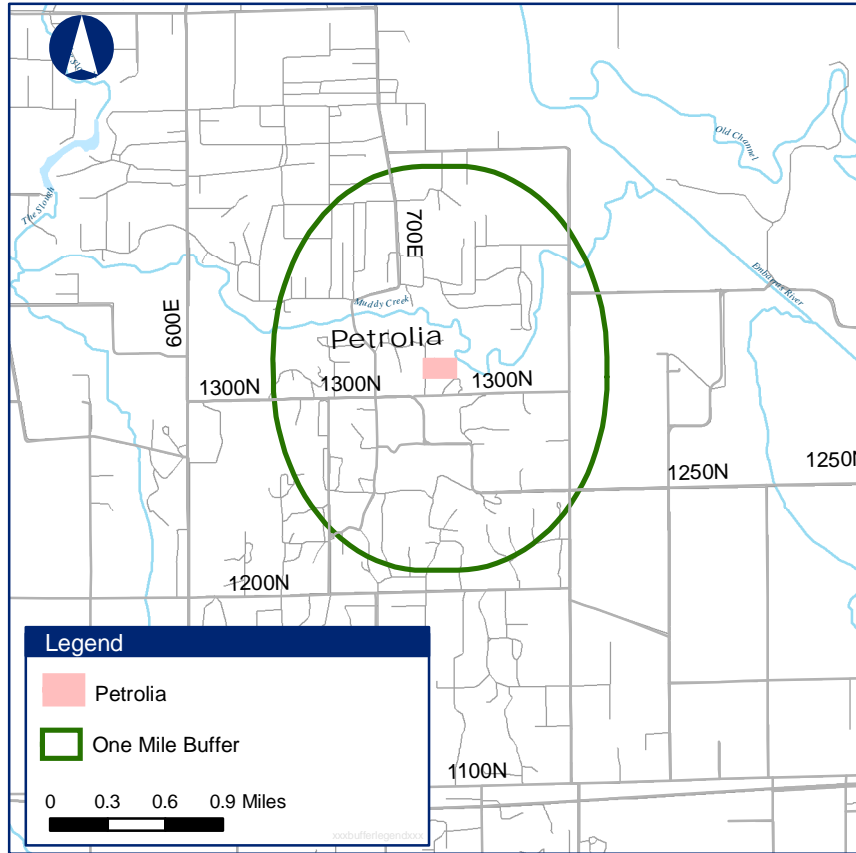 Old Channel
The Slough
700E
Embarras River
Muddy Creek
600E
Petrolia
1300N
1300N
1300N
1250N
1250N
1200N
Legend
Petrolia
One Mile Buffer
1100N
0 0.3 0.6 0.9 Miles
xxxbufferlegendxxx